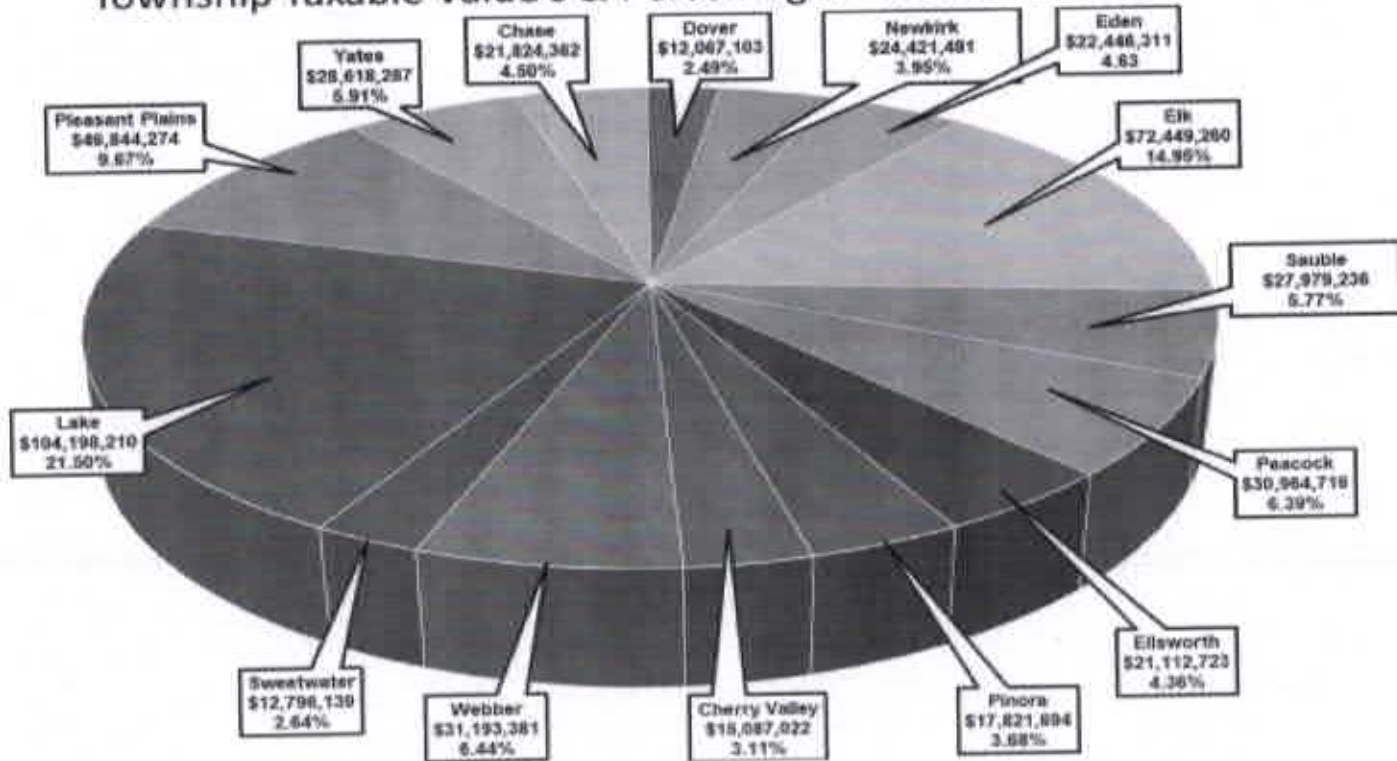 Township Taxable Value
Chase
$21,824,362
4.50%
Dover
$12,067,103
2.49%
Newkirk
$24,421,491
3.95%
Eden
$22,446,311
4.63
Yates
$28,618,287
5.91%
Elk
$72,449,260
14.95%
Pleasant Plains
$46,844,274
9.67%
Sauble
$27,979,236
5.77%
Lake
$104,198,210
21.50%
Peacock
$30,964,716
6.39%
Ellsworth
$21,112,723
4.36%
Sweetwater
$12,796,139
2.64%
Webber
$31,193,381
6.44%
Cherry Valley
$15,087,022
3.11%
Pinora
$17,821,694
3.68%